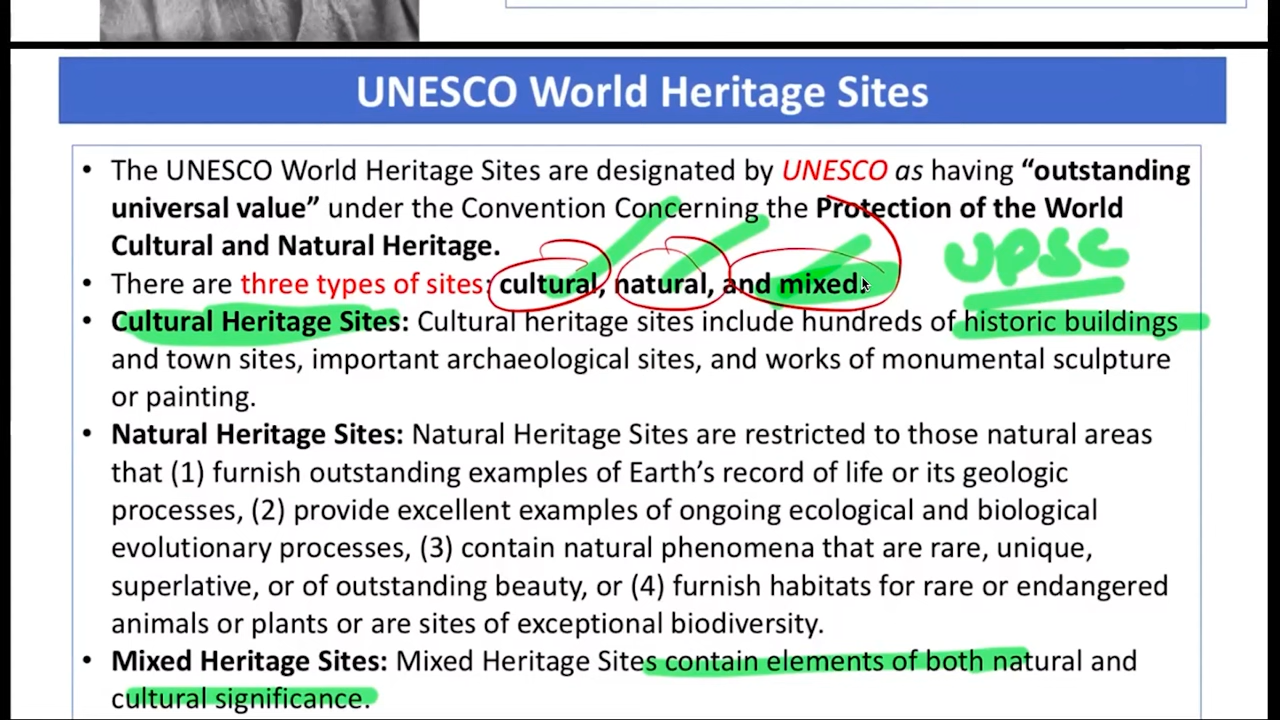 UNESCO World Heritage Sites
• The UNESCO World Heritage Sites are designated by UNESCO as having “outstanding
universal value” under the Convention Concerning the Protection of the World
Cultural and Natural Heritage.
UPSC
• There are three types of sites: cultural, natural, and mixed.
• Cultural Heritage Sites: Cultural heritage sites include hundreds of historic buildings
and town sites, important archaeological sites, and works of monumental sculpture
or painting.
• Natural Heritage Sites: Natural Heritage Sites are restricted to those natural areas
that (1) furnish outstanding examples of Earth’s record of life or its geologic
processes, (2) provide excellent examples of ongoing ecological and biological
evolutionary processes, (3) contain natural phenomena that are rare, unique,
superlative, or of outstanding beauty, or (4) furnish habitats for rare or endangered
animals or plants or are sites of exceptional biodiversity.
• Mixed Heritage Sites: Mixed Heritage Sites contain elements of both natural and
cultural significance.